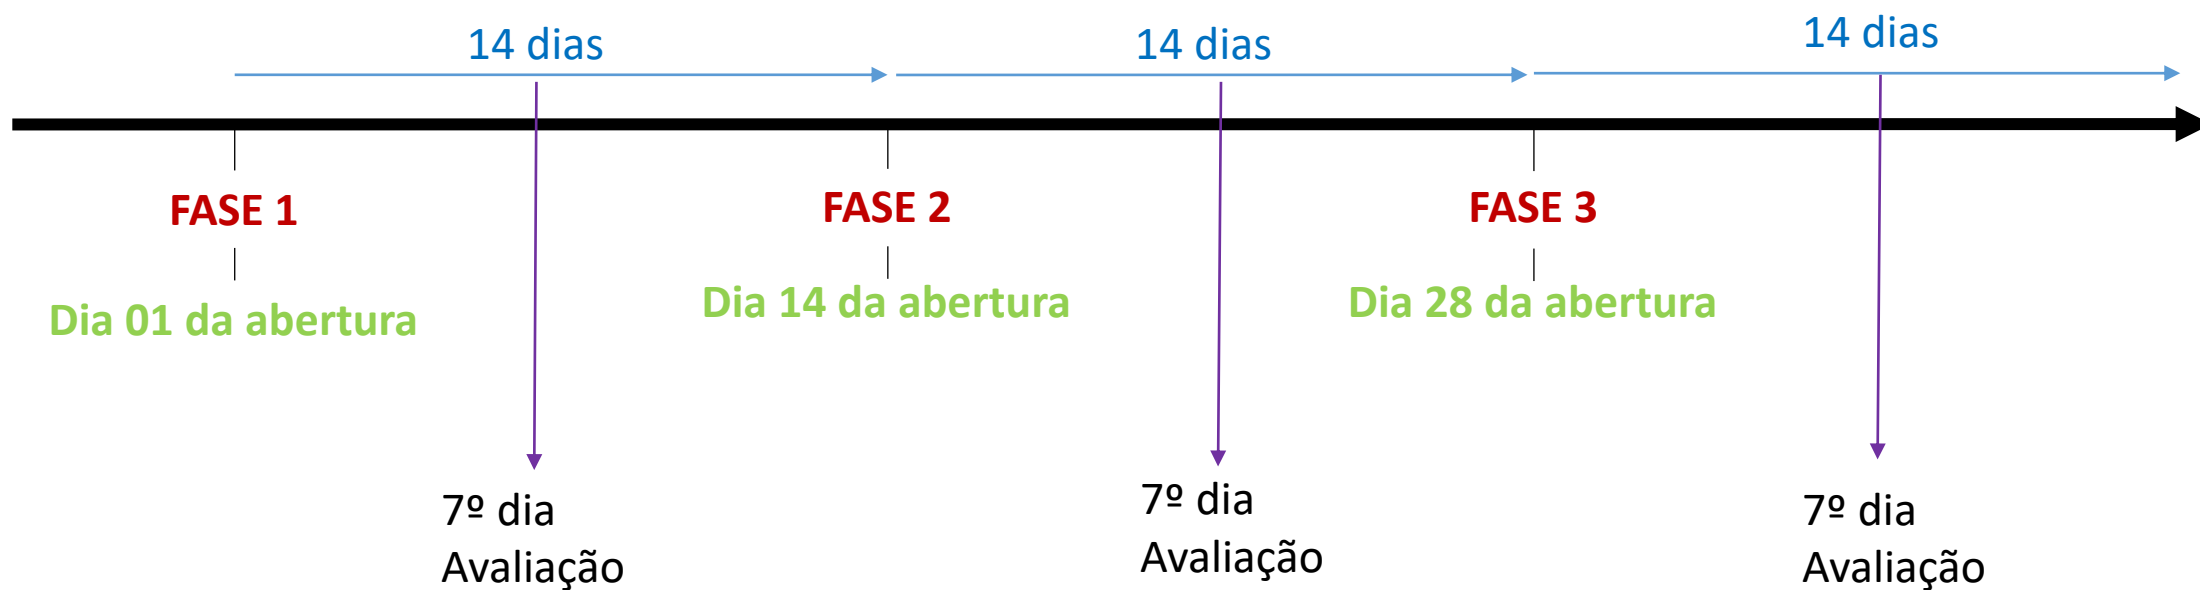 14 dias
14 dias
14 dias
FASE 1
FASE 2
FASE 3
Dia 01 da abertura
Dia 14 da abertura
Dia 28 da abertura
7º dia
Avaliação
7º dia
Avaliação
7º dia
Avaliação